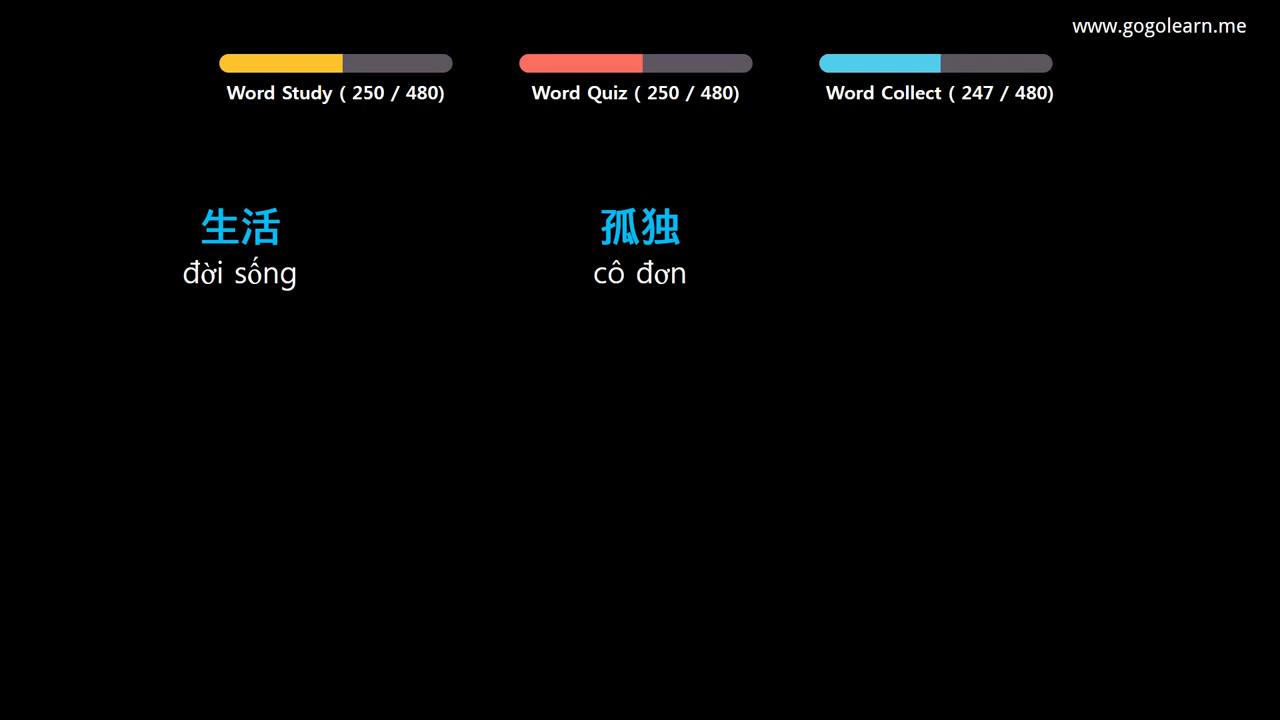 www.gogolearn.me
Word Study ( 250 / 480)
Word Quiz ( 250 / 480)
Word Collect ( 247 / 480)
生活
đời sống
孤独
cô đơn